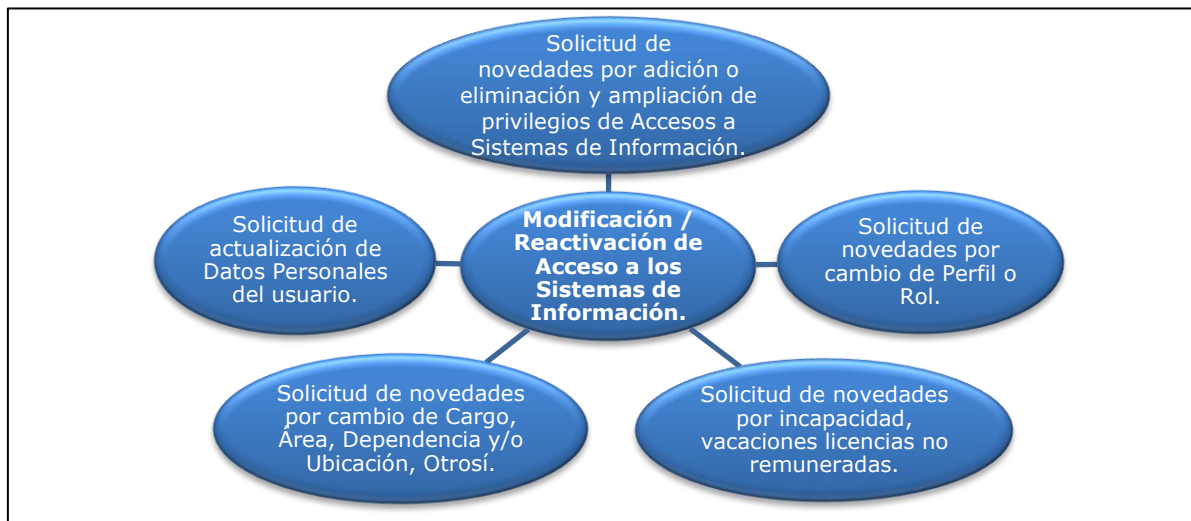 Solicitud de
novedades por adición o
eliminación y ampliación de
privilegios de Accesos a
Sistemas de Información.
Solicitud de
actualización de
Datos Personales
del usuario.
Modificación /
Reactivación de
Acceso a los
Sistemas de
Información.
Solicitud de
novedades por
cambio de Perfil o
Rol.
Solicitud de novedades
por cambio de Cargo,
Área, Dependencia y/o
Ubicación, Otrosí.
Solicitud de novedades
por incapacidad,
vacaciones licencias no
remuneradas.